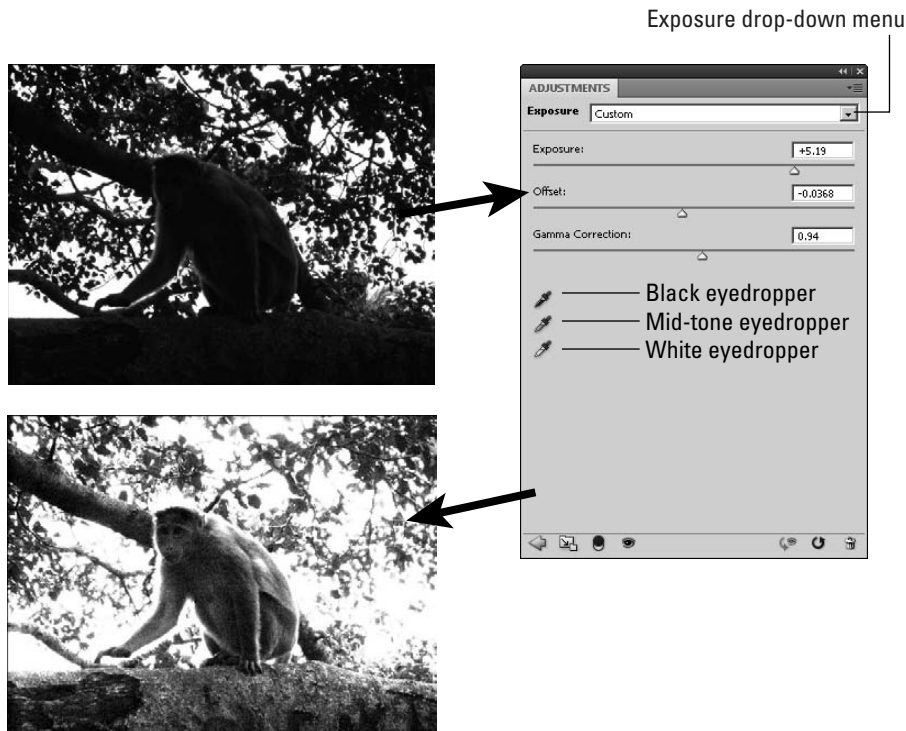 Exposure drop-down menu
ADJUSTMENTS
Exposure Custom
Exposure: +5.19
Offset: -0.0368
Gamma Correction: 0.94
Black eyedropper
Mid-tone eyedropper
White eyedropper